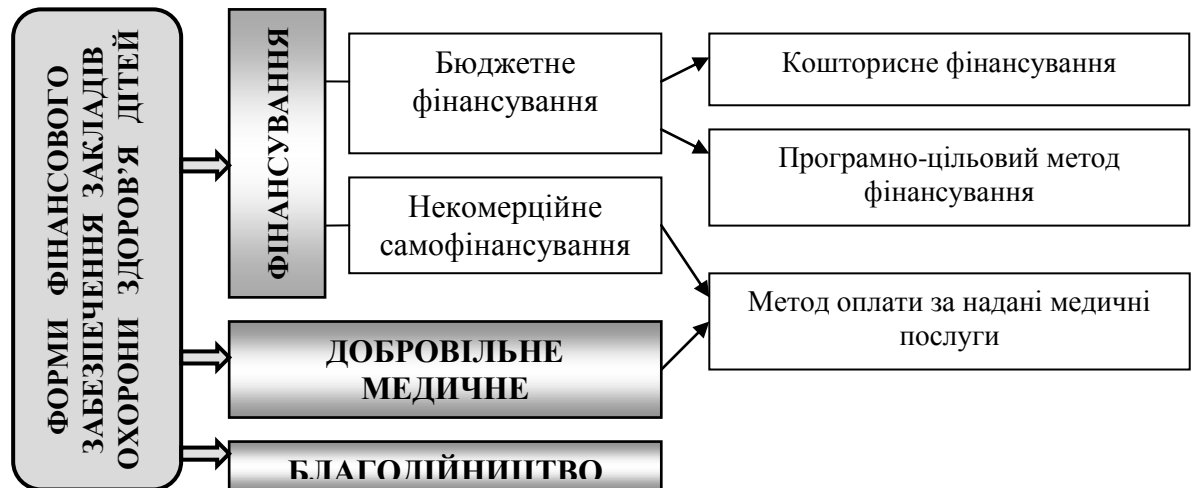 ФОРМИ ФІНАНСОВОГО
ЗАБЕЗПЕЧЕННЯ ЗАКЛАДІВ
ОХОРОНИ ЗДОРОВ'Я ДІТЕЙ
ФІНАНСУВАННЯ
Бюджетне
фінансування
Некомерційне
самофінансування
Кошторисне фінансування
Програмно-цільовий метод
фінансування
Метод оплати за надані медичні
послуги
ДОБРОВІЛЬНЕ
МЕДИЧНЕ
БЛАГОДІЙНИЦТВО